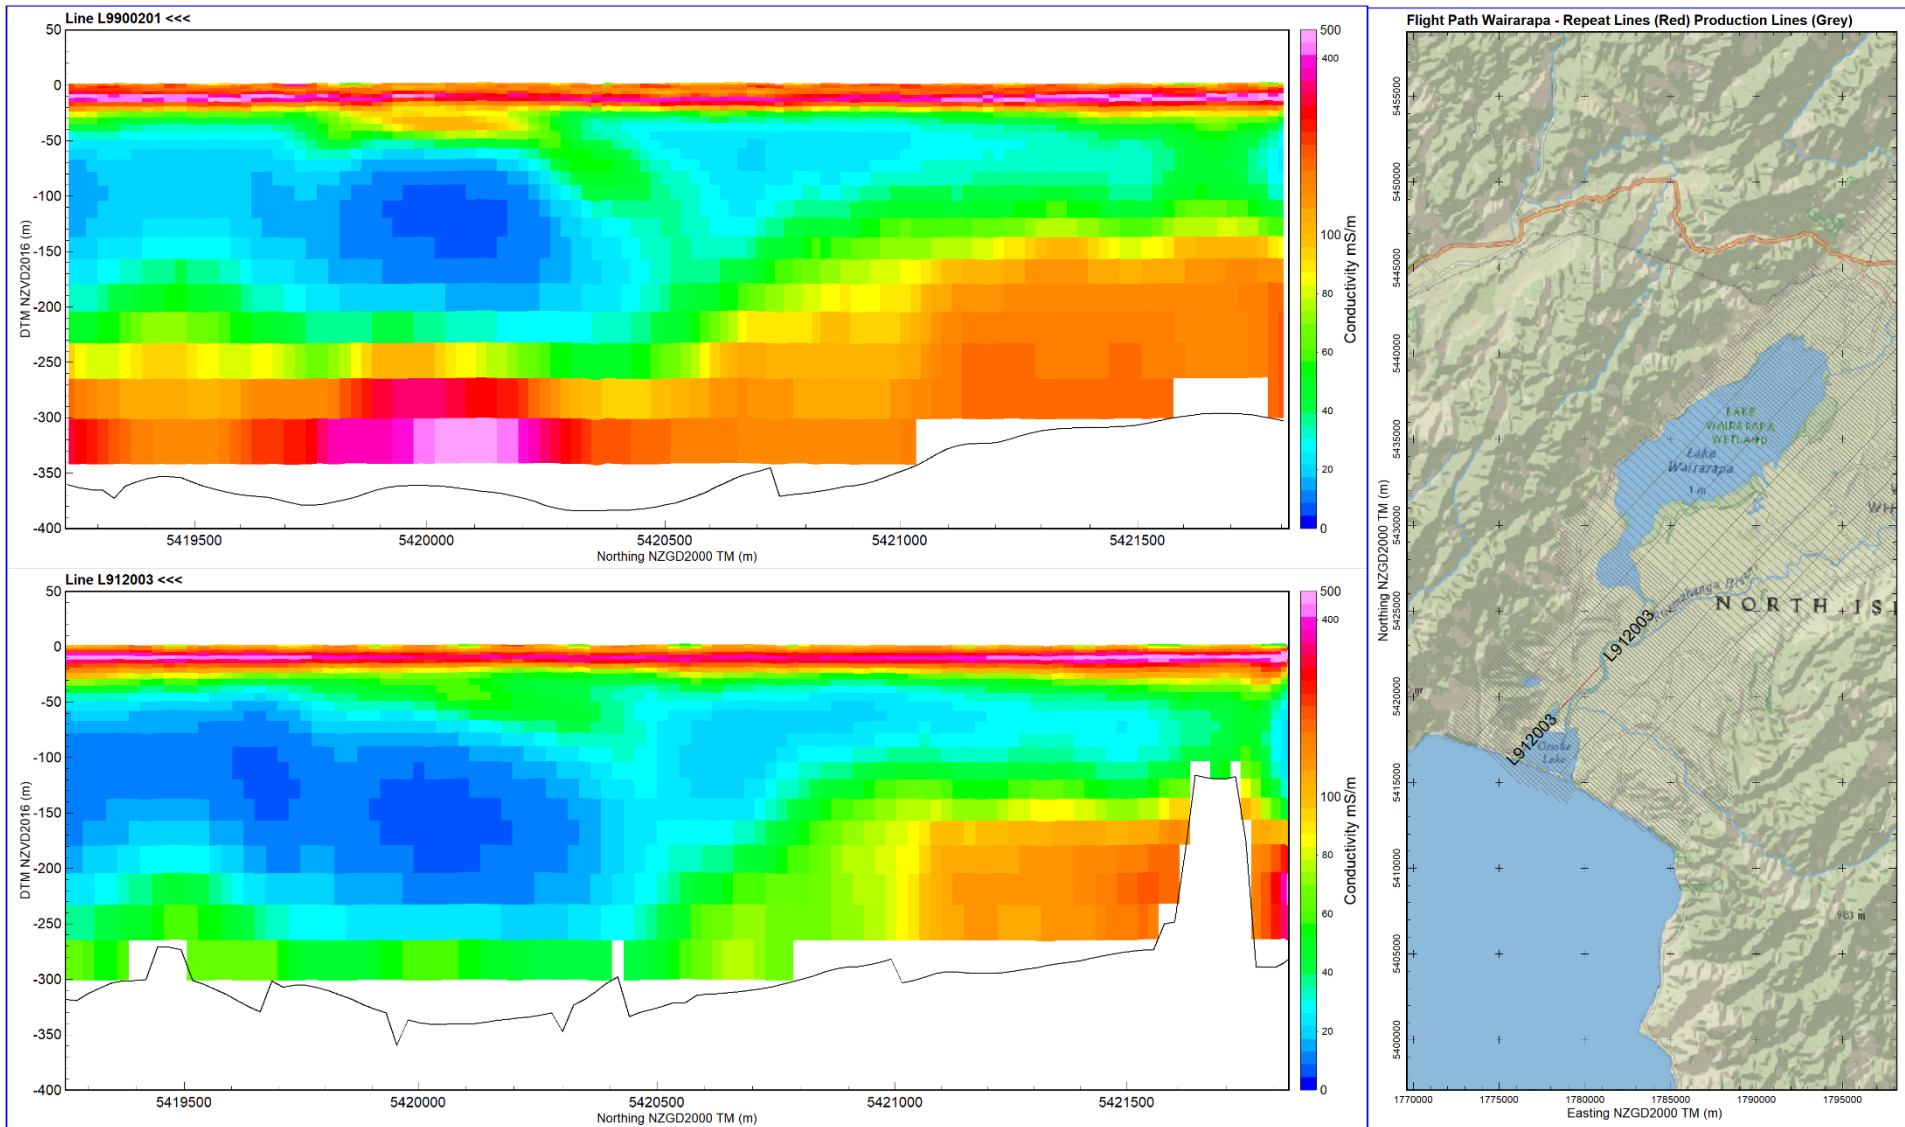 Line L9900201 <<<
50
0
-50
-100
-150
-200
-250
-300
-350
-400
DTM NZVD2016 (m)
5419500
5420000
5420500
5421000
5421500
Northing NZGD2000 TM (m)
500
400
100
80
60
40
20
0
Conductivity mS/m
Line L912003 <<<
50
0
-50
-100
-150
-200
-250
-300
-350
-400
DTM NZVD2016 (m)
5419500
5420000
5420500
5421000
5421500
Northing NZGD2000 TM (m)
500
400
100
80
60
40
20
0
Conductivity mS/m
Flight Path Wairarapa - Repeat Lines (Red) Production Lines (Grey)
5455000
5450000
5445000
5440000
5435000
5430000
5425000
5420000
5415000
5410000
5405000
5400000
Northing NZGD2000 TM (m)
LAKE
WAIRARAPA
WETLAND
Lake
Wairarapa
1 m
Ruamahanga River
NORTH ISL
L912003
L912003
Onoke
Lake
983 m
1770000
1775000
1780000
1785000
1790000
1795000
Easting NZGD2000 TM (m)